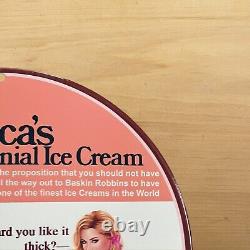 ca's
nial Ice Cream
the proposition that you should not have
l the way out to Baskin Robbins to have
one of the finest Ice Creams in the World
ard you like it
thick?—